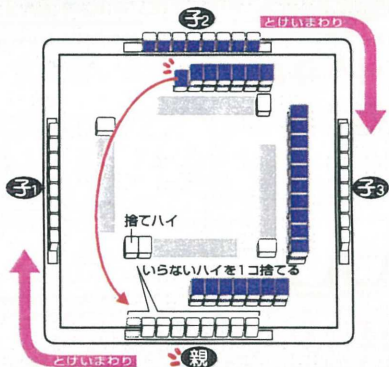 子2
とけいまわり
子1
子3
捨てハイ
いらないハイを1コ捨てる
とけいまわり
親